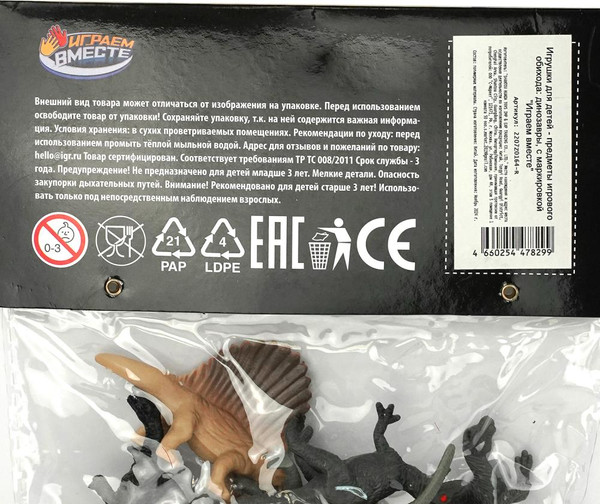 ИГРАЕМ
ВМЕСТЕ
Внешний вид товара может отличаться от изображения на упаковке. Перед использованием
освободите товар от упаковки! Сохраняйте упаковку, т.к. на ней содержится важная информа-
ция. Условия хранения: в сухих проветриваемых помещениях. Рекомендации по уходу: перед
использованием промыть тёплой мыльной водой. Адрес для отзывов и пожеланий по товару:
hello@igr.ru Товар сертифицирован. Соответствует требованиям ТР ТС 008/2011 Срок службы - 3
года. Предупреждение! Не предназначено для детей младше 3 лет. Мелкие детали. Опасность
закупорки дыхательных путей. Внимание! Рекомендовано для детей старше 3 лет! Использо-
вать только под непосредственным наблюдением взрослых.
0-3
21
PAP
4
LDPE
EAC
CE
Игрушки для детей - предметы игрового
обихода: динозавры, с маркировкой
"Играем вместе"
Артикул: 2207Z0164-R
4 660254 478299